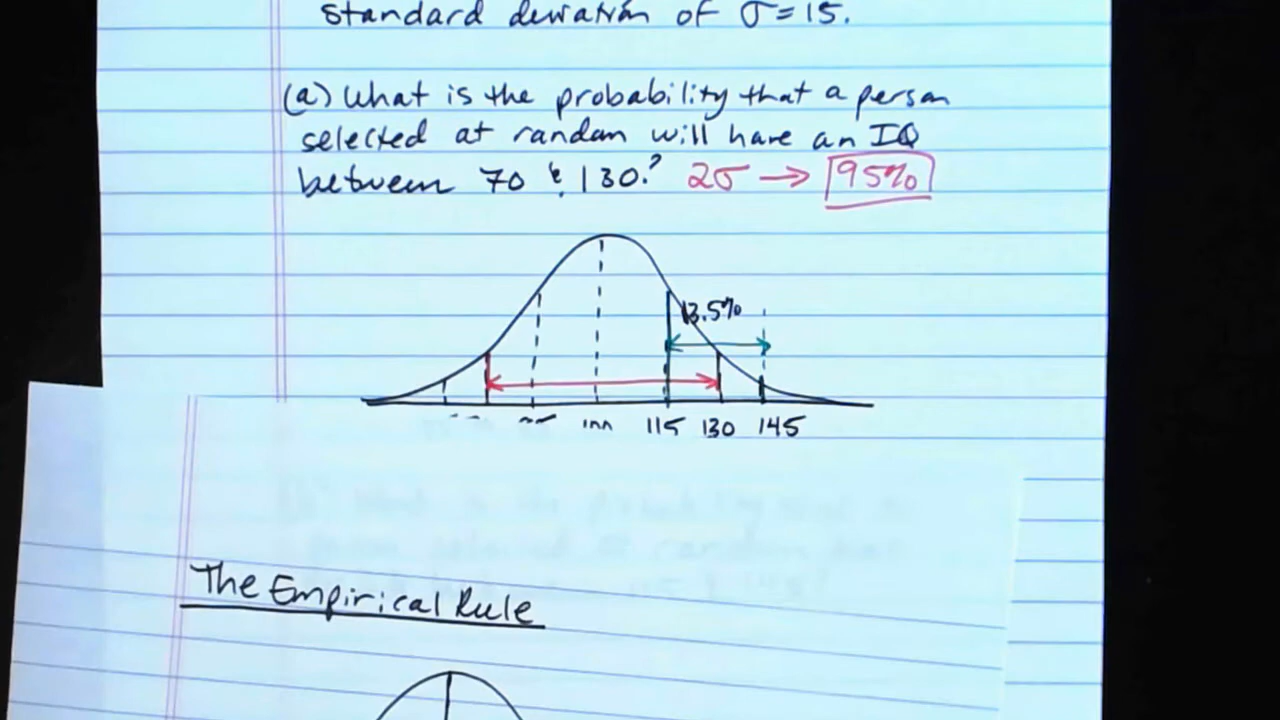 standard deviation of σ=15.
(a) What is the probability that a person
selected at random will have an IQ
between 70 & 130? 2σ → 95%
13.5%
115 130 145
The Empirical Rule